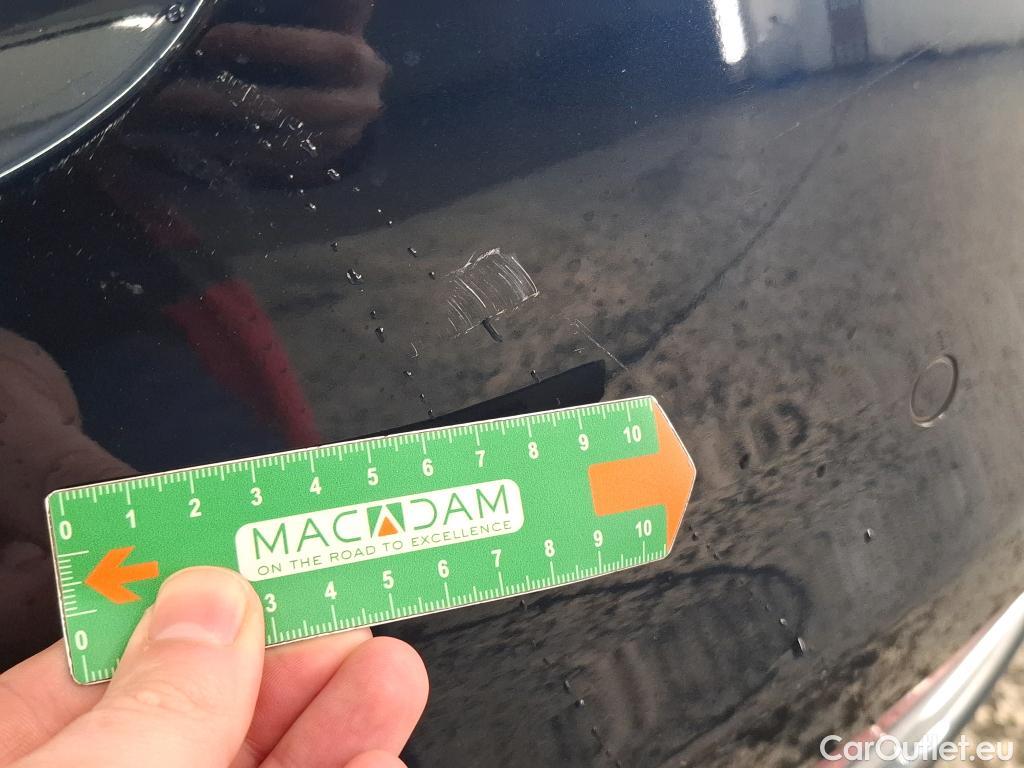 0 1 2 3 4 5 6 7 8 9 10
MACADAM
ON THE ROAD TO EXCELLENCE
0 3 4 5 6 7 8 9 10
CarOutlet.eu